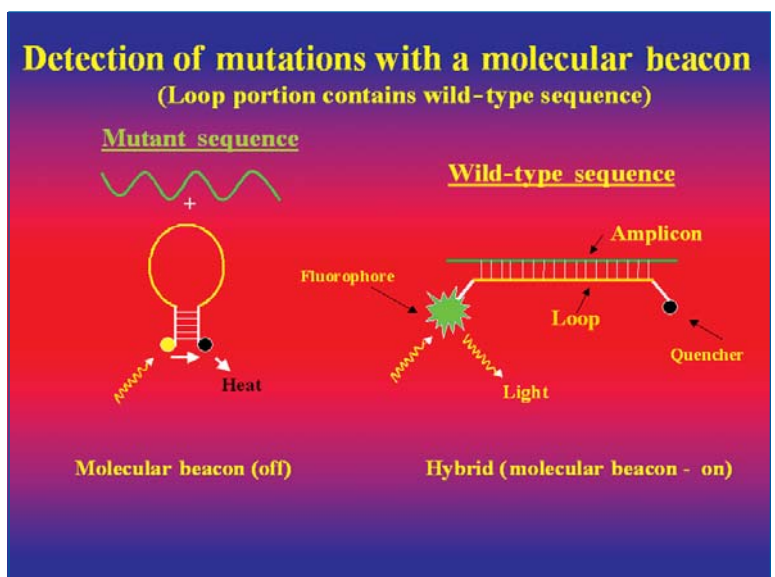 Detection of mutations with a molecular beacon
(Loop portion contains wild-type sequence)
Mutant sequence
+
Heat
Molecular beacon (off)
Wild-type sequence
Amplicon
Fluorophore
Loop
Quencher
Light
Hybrid (molecular beacon - on)